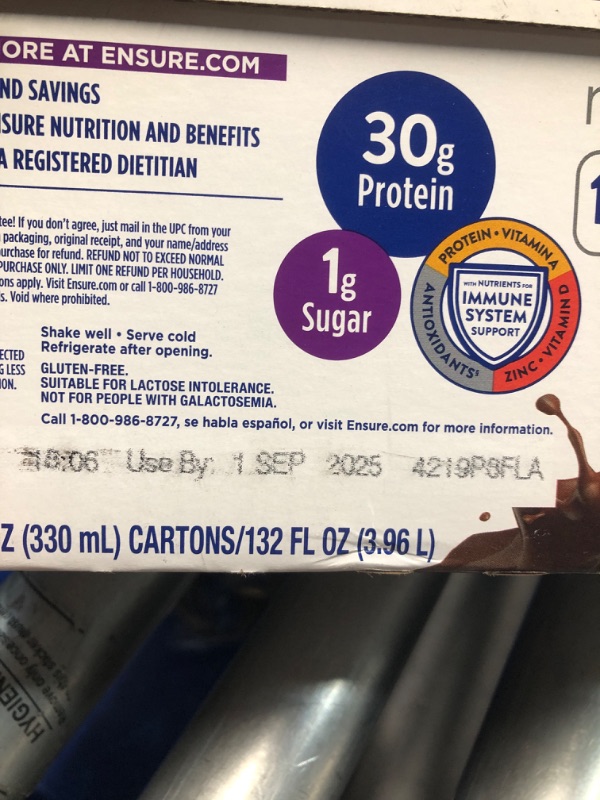 ORE AT ENSURE.COM
ND SAVINGS
SURE NUTRITION AND BENEFITS
A REGISTERED DIETITIAN
30g
Protein
1g
Sugar
PROTEIN • VITAMIN A
ZINC • VITAMIN D
ANTIOXIDANTS§
WITH NUTRIENTS FOR
IMMUNE
SYSTEM
SUPPORT
tee! If you don't agree, just mail in the UPC from your
packaging, original receipt, and your name/address
urchase for refund. REFUND NOT TO EXCEED NORMAL
PURCHASE ONLY. LIMIT ONE REFUND PER HOUSEHOLD.
ons apply. Visit Ensure.com or call 1-800-986-8727
s. Void where prohibited.
Shake well • Serve cold
Refrigerate after opening.
ECTED
G LESS
ON.
GLUTEN-FREE.
SUITABLE FOR LACTOSE INTOLERANCE.
NOT FOR PEOPLE WITH GALACTOSEMIA.
Call 1-800-986-8727, se habla español, or visit Ensure.com for more information.
Use By: 1 SEP 2025
Z (330 mL) CARTONS/132 FL OZ (3.96 L)
HYGIEN